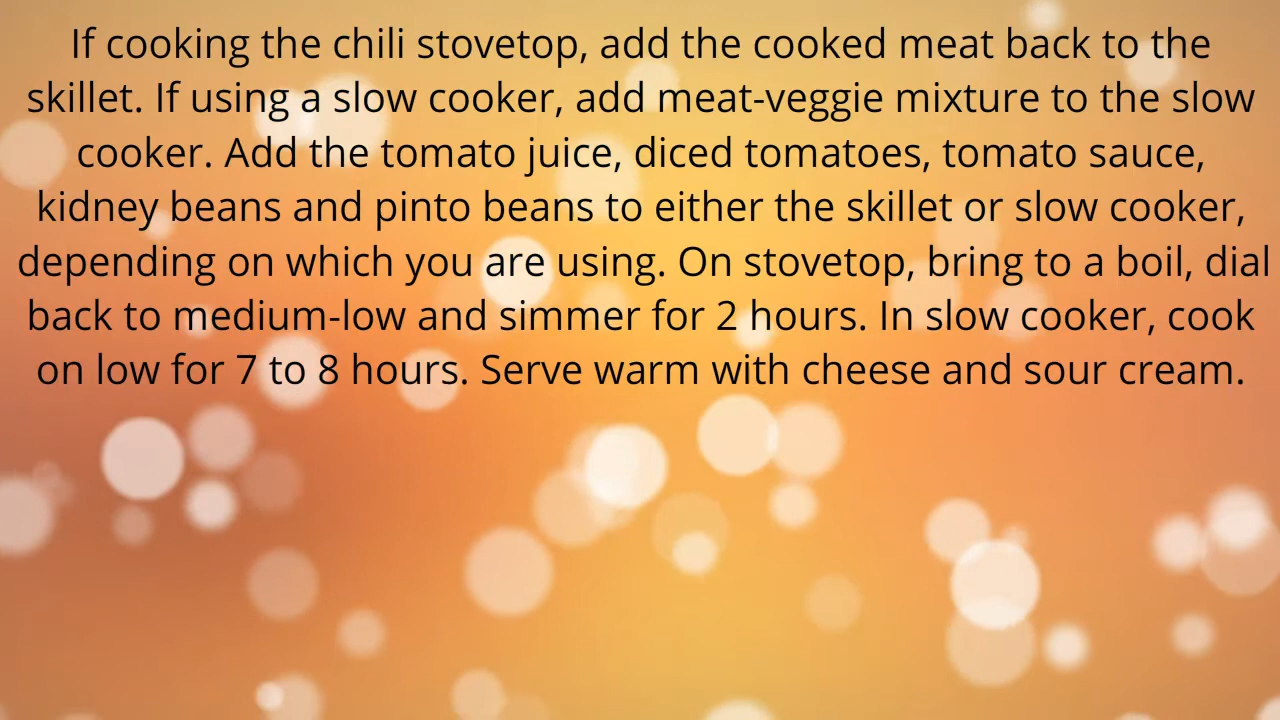 If cooking the chili stovetop, add the cooked meat back to the
skillet. If using a slow cooker, add meat-veggie mixture to the slow
cooker. Add the tomato juice, diced tomatoes, tomato sauce,
kidney beans and pinto beans to either the skillet or slow cooker,
depending on which you are using. On stovetop, bring to a boil, dial
back to medium-low and simmer for 2 hours. In slow cooker, cook
on low for 7 to 8 hours. Serve warm with cheese and sour cream.